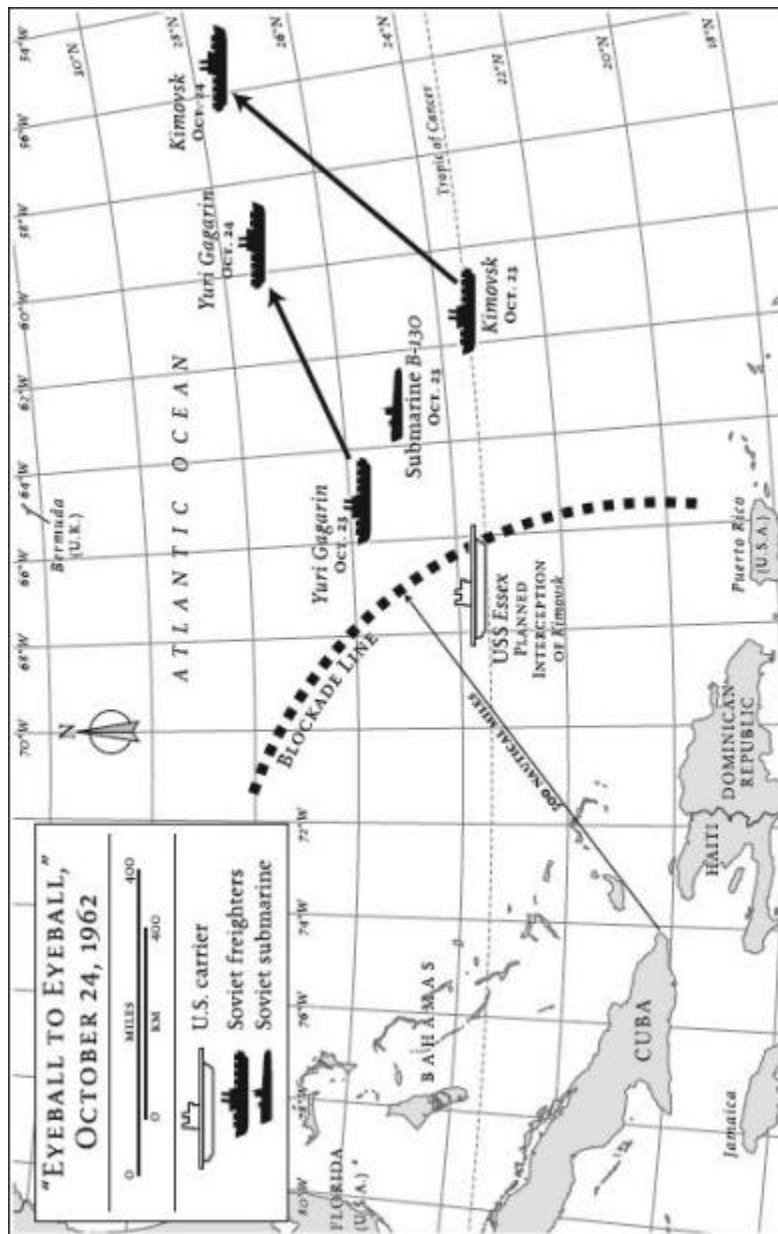 "EYEBALL TO EYEBALL,"
OCTOBER 24, 1962
0 MILES 400
0 KM 400
U.S. carrier
Soviet freighters
Soviet submarine
N
80°W
78°W
76°W
74°W
72°W
70°W
68°W
66°W
64°W
62°W
60°W
58°W
56°W
54°W
30°N
28°N
26°N
24°N
22°N
20°N
18°N
Bermuda
(U.K.)
ATLANTIC OCEAN
Kimovsk
OCT. 24
Yuri Gagarin
OCT. 24
Tropic of Cancer
Yuri Gagarin
OCT. 23
Submarine B-130
OCT. 23
Kimovsk
OCT. 23
BLOCKADE LINE
USS Essex
PLANNED
INTERCEPTION
OF Kimovsk
500 NAUTICAL MILES
FLORIDA
(U.S.A.)
BAHAMAS
CUBA
Jamaica
HAITI
DOMINICAN
REPUBLIC
Puerto Rico
(U.S.A.)